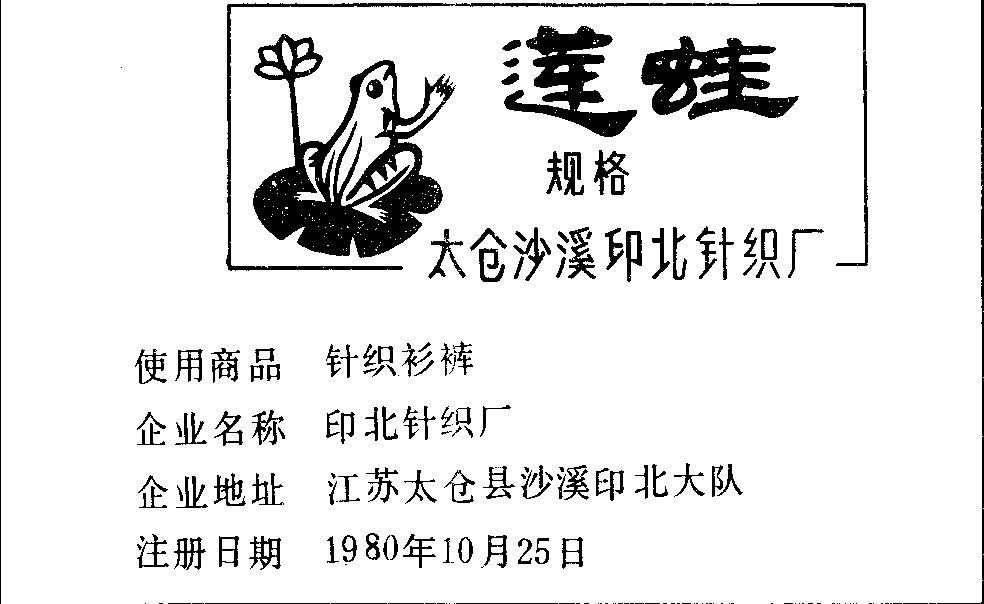 莲蛙
规格
太仓沙溪印北针织厂
使用商品 针织衫裤
企业名称 印北针织厂
企业地址 江苏太仓县沙溪印北大队
注册日期 1980年10月25日